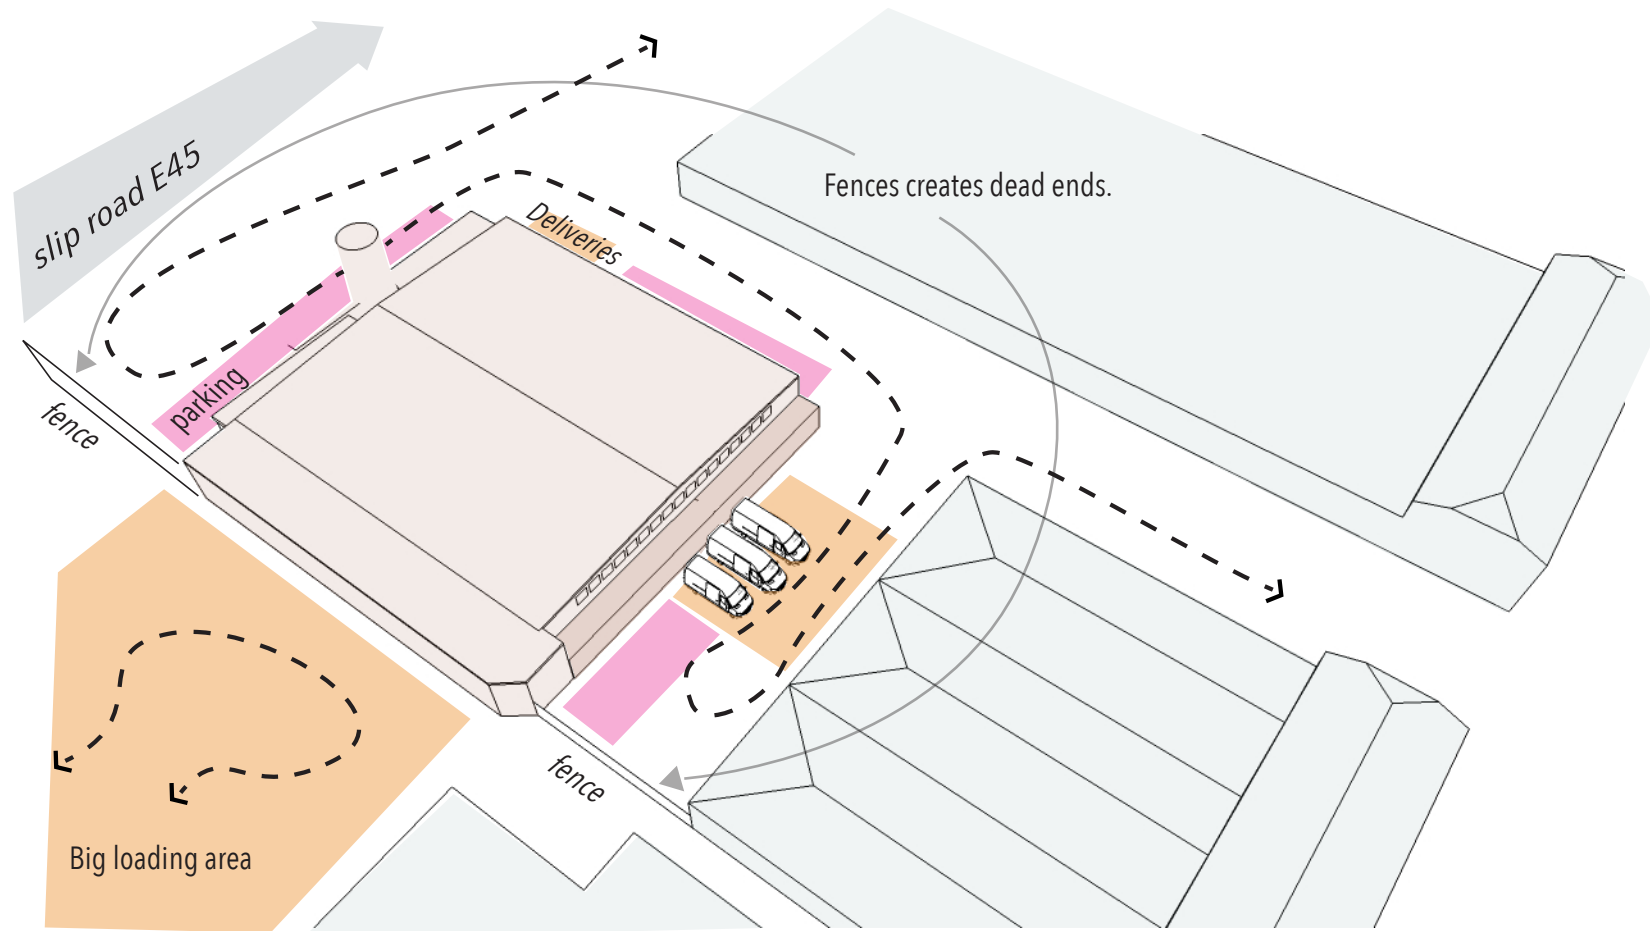 slip road E45
Deliveries
Fences creates dead ends.
parking
fence
fence
Big loading area